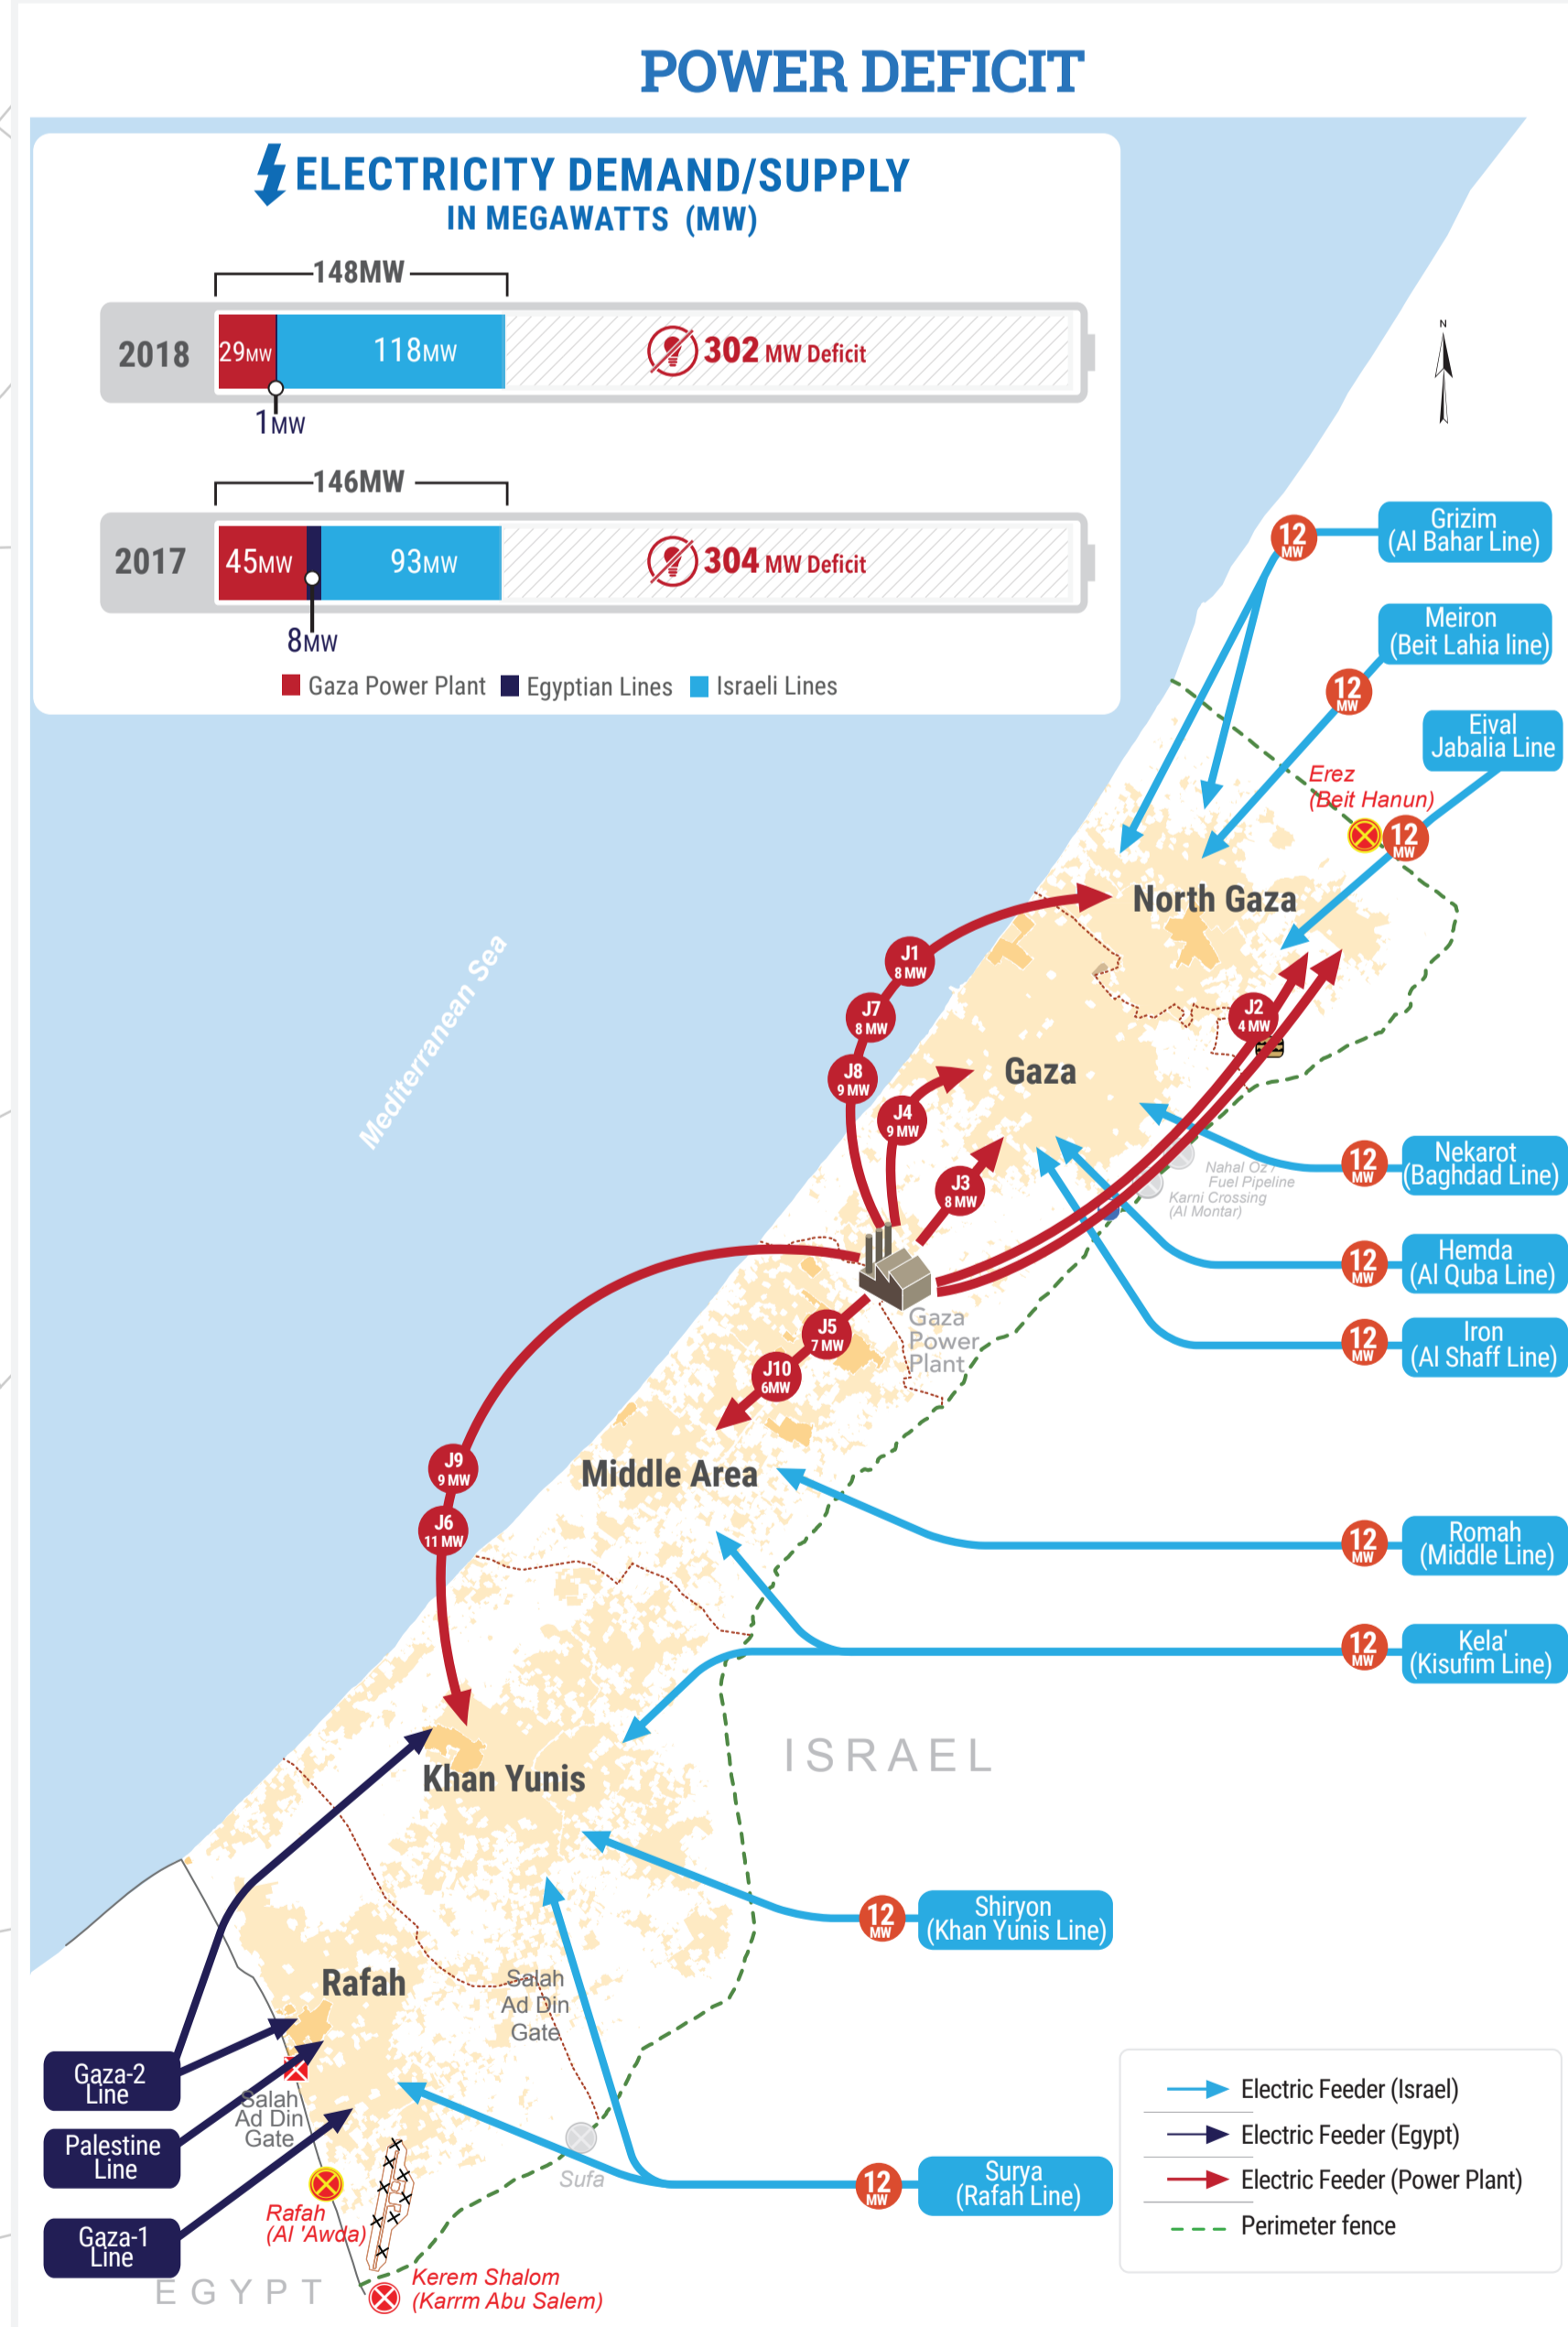 POWER DEFICIT
ELECTRICITY DEMAND/SUPPLY
IN MEGAWATTS (MW)
148MW
2018
29MW
118MW
302 MW Deficit
1MW
146MW
2017
45MW
93MW
304 MW Deficit
8MW
Gaza Power Plant
Egyptian Lines
Israeli Lines
N
12
MW
Grizim
(Al Bahar Line)
12
MW
Meiron
(Beit Lahia line)
Eival
Jabalia Line
Erez
(Beit Hanun)
12
MW
North Gaza
Mediterranean Sea
J1
8 MW
J7
8 MW
J2
4 MW
J8
9 MW
Gaza
J4
9 MW
J3
8 MW
Nahal Oz /
Fuel Pipeline
Karni Crossing
(Al Montar)
12
MW
Nekarot
(Baghdad Line)
12
MW
Hemda
(Al Quba Line)
Gaza
Power
Plant
12
MW
Iron
(Al Shaff Line)
J5
7 MW
J10
6MW
J9
9 MW
Middle Area
J6
11 MW
12
MW
Romah
(Middle Line)
12
MW
Kela'
(Kisufim Line)
ISRAEL
Khan Yunis
12
MW
Shiryon
(Khan Yunis Line)
Rafah
Salah
Ad Din
Gate
Gaza-2
Line
Salah
Ad Din
Gate
Palestine
Line
Sufa
12
MW
Surya
(Rafah Line)
Rafah
(Al 'Awda)
Gaza-1
Line
EGYPT
Kerem Shalom
(Karrm Abu Salem)
Electric Feeder (Israel)
Electric Feeder (Egypt)
Electric Feeder (Power Plant)
Perimeter fence